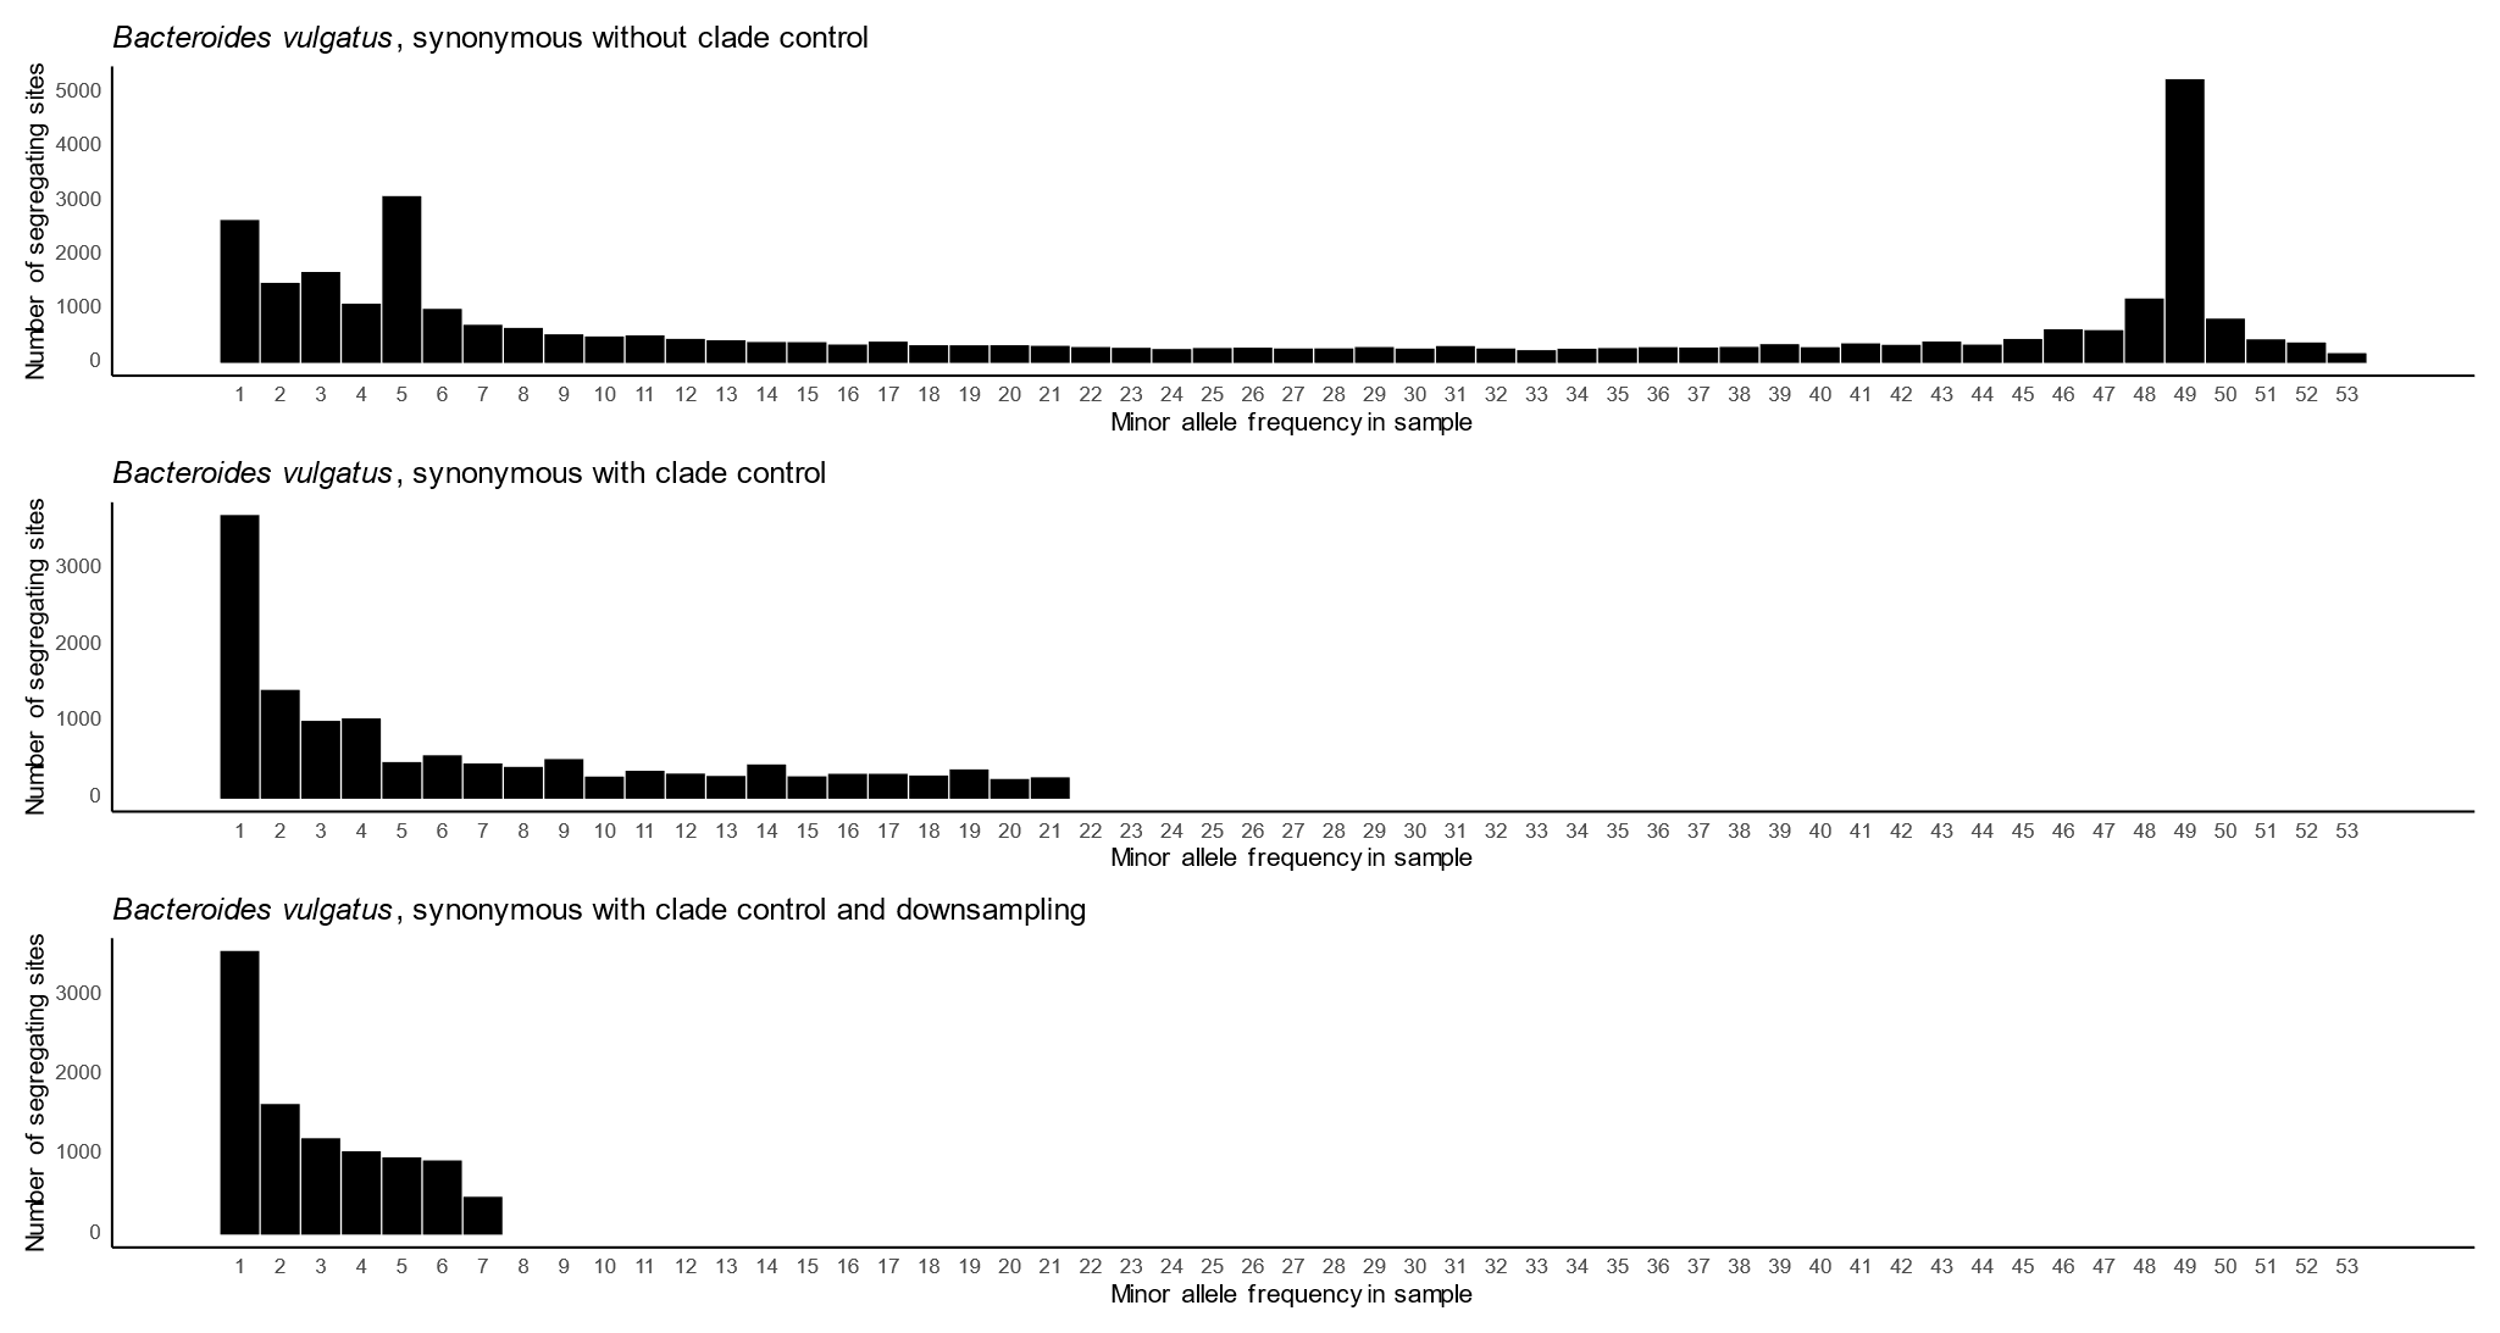 Bacteroides vulgatus, synonymous without clade control
Number of segregating sites
5000
4000
3000
2000
1000
0
1 2 3 4 5 6 7 8 9 10 11 12 13 14 15 16 17 18 19 20 21 22 23 24 25 26 27 28 29 30 31 32 33 34 35 36 37 38 39 40 41 42 43 44 45 46 47 48 49 50 51 52 53
Minor allele frequency in sample
Bacteroides vulgatus, synonymous with clade control
Number of segregating sites
3000
2000
1000
0
1 2 3 4 5 6 7 8 9 10 11 12 13 14 15 16 17 18 19 20 21 22 23 24 25 26 27 28 29 30 31 32 33 34 35 36 37 38 39 40 41 42 43 44 45 46 47 48 49 50 51 52 53
Minor allele frequency in sample
Bacteroides vulgatus, synonymous with clade control and downsampling
Number of segregating sites
3000
2000
1000
0
1 2 3 4 5 6 7 8 9 10 11 12 13 14 15 16 17 18 19 20 21 22 23 24 25 26 27 28 29 30 31 32 33 34 35 36 37 38 39 40 41 42 43 44 45 46 47 48 49 50 51 52 53
Minor allele frequency in sample